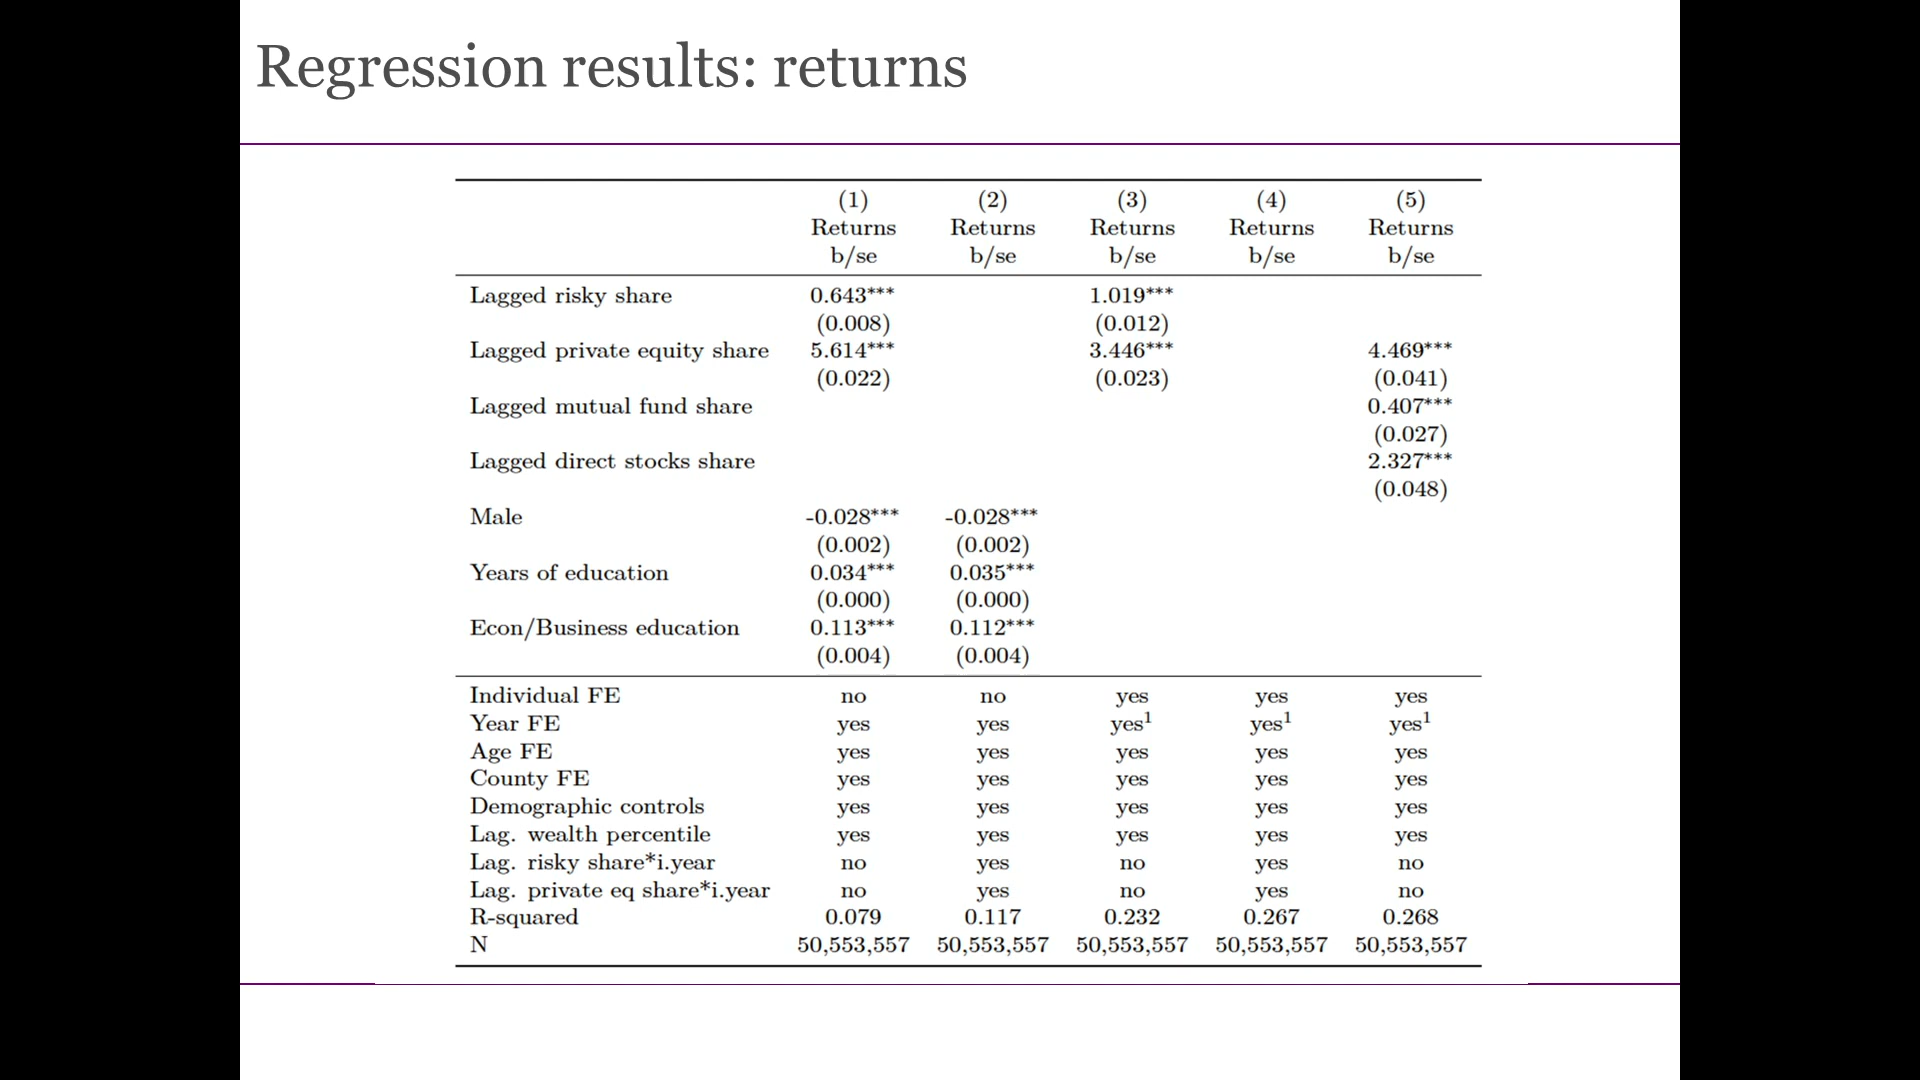 Regression results: returns
(1) (2) (3) (4) (5)
Returns Returns Returns Returns Returns
b/se b/se b/se b/se b/se
Lagged risky share 0.643*** 1.019***
(0.008) (0.012)
Lagged private equity share 5.614*** 3.446*** 4.469***
(0.022) (0.023) (0.041)
Lagged mutual fund share 0.407***
(0.027)
Lagged direct stocks share 2.327***
(0.048)
Male -0.028*** -0.028***
(0.002) (0.002)
Years of education 0.034*** 0.035***
(0.000) (0.000)
Econ/Business education 0.113*** 0.112***
(0.004) (0.004)
Individual FE no no yes yes yes
Year FE yes yes yes¹ yes¹ yes¹
Age FE yes yes yes yes yes
County FE yes yes yes yes yes
Demographic controls yes yes yes yes yes
Lag. wealth percentile yes yes yes yes yes
Lag. risky share*i.year no yes no yes no
Lag. private eq share*i.year no yes no yes no
R-squared 0.079 0.117 0.232 0.267 0.268
N 50,553,557 50,553,557 50,553,557 50,553,557 50,553,557